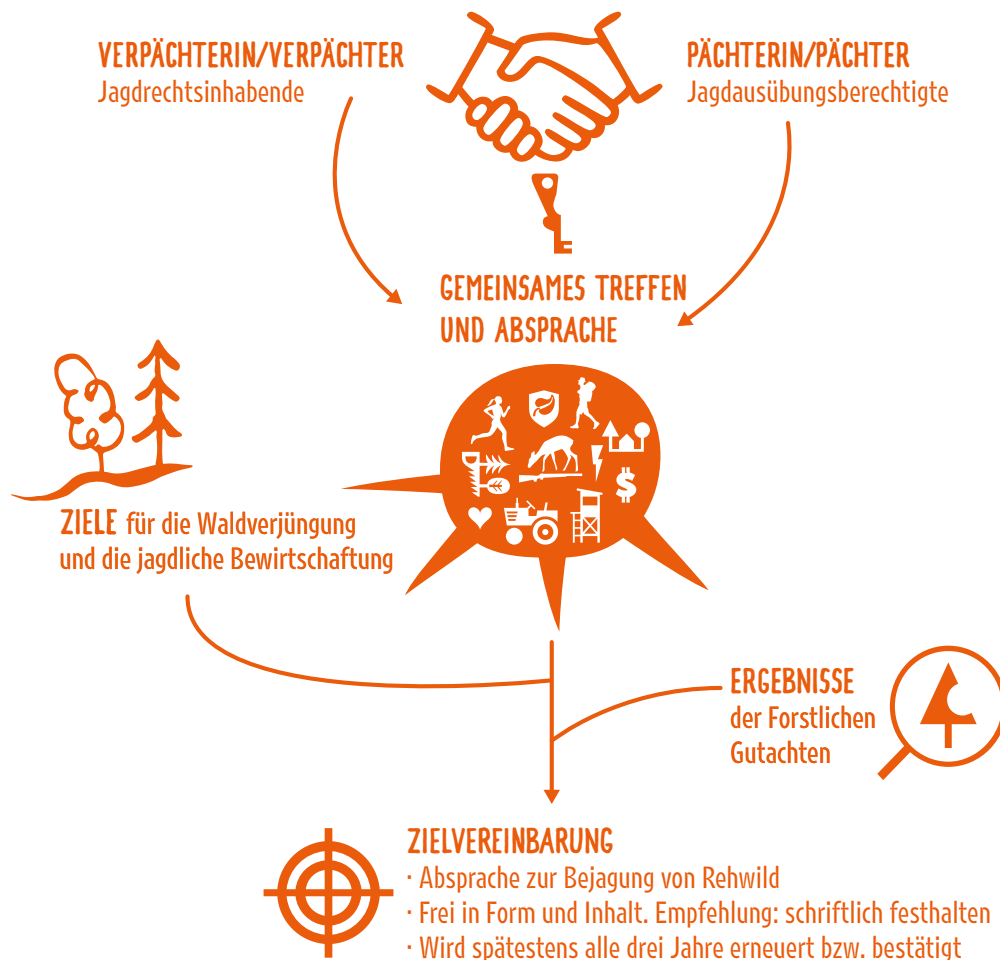 VERPÄCHTERIN/VERPÄCHTER
Jagdrechtsinhabende
PÄCHTERIN/PÄCHTER
Jagdausübungsberechtigte
GEMEINSAMES TREFFEN
UND ABSPRACHE
$
ZIELE für die Waldverjüngung
und die jagdliche Bewirtschaftung
ERGEBNISSE
der Forstlichen
Gutachten
ZIELVEREINBARUNG
· Absprache zur Bejagung von Rehwild
· Frei in Form und Inhalt. Empfehlung: schriftlich festhalten
· Wird spätestens alle drei Jahre erneuert bzw. bestätigt